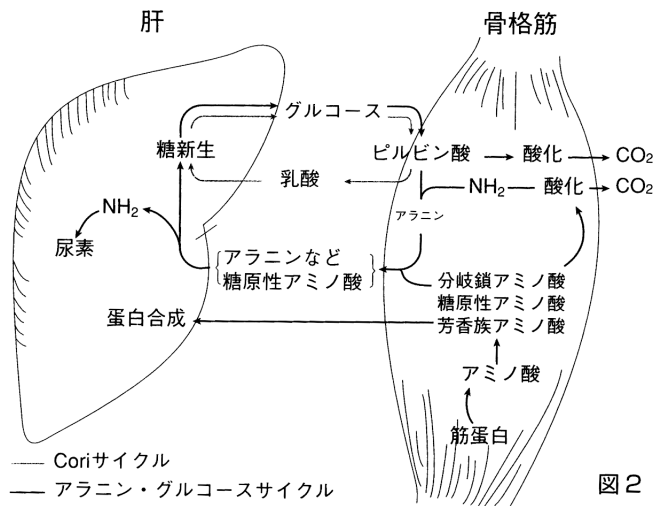 肝
骨格筋
グルコース
糖新生
ピルビン酸
酸化
CO₂
乳酸
NH₂
NH₂
酸化
CO₂
アラニン
尿素
アラニンなど
糖原性アミノ酸
分岐鎖アミノ酸
糖原性アミノ酸
芳香族アミノ酸
蛋白合成
アミノ酸
筋蛋白
Coriサイクル
アラニン・グルコースサイクル
図2